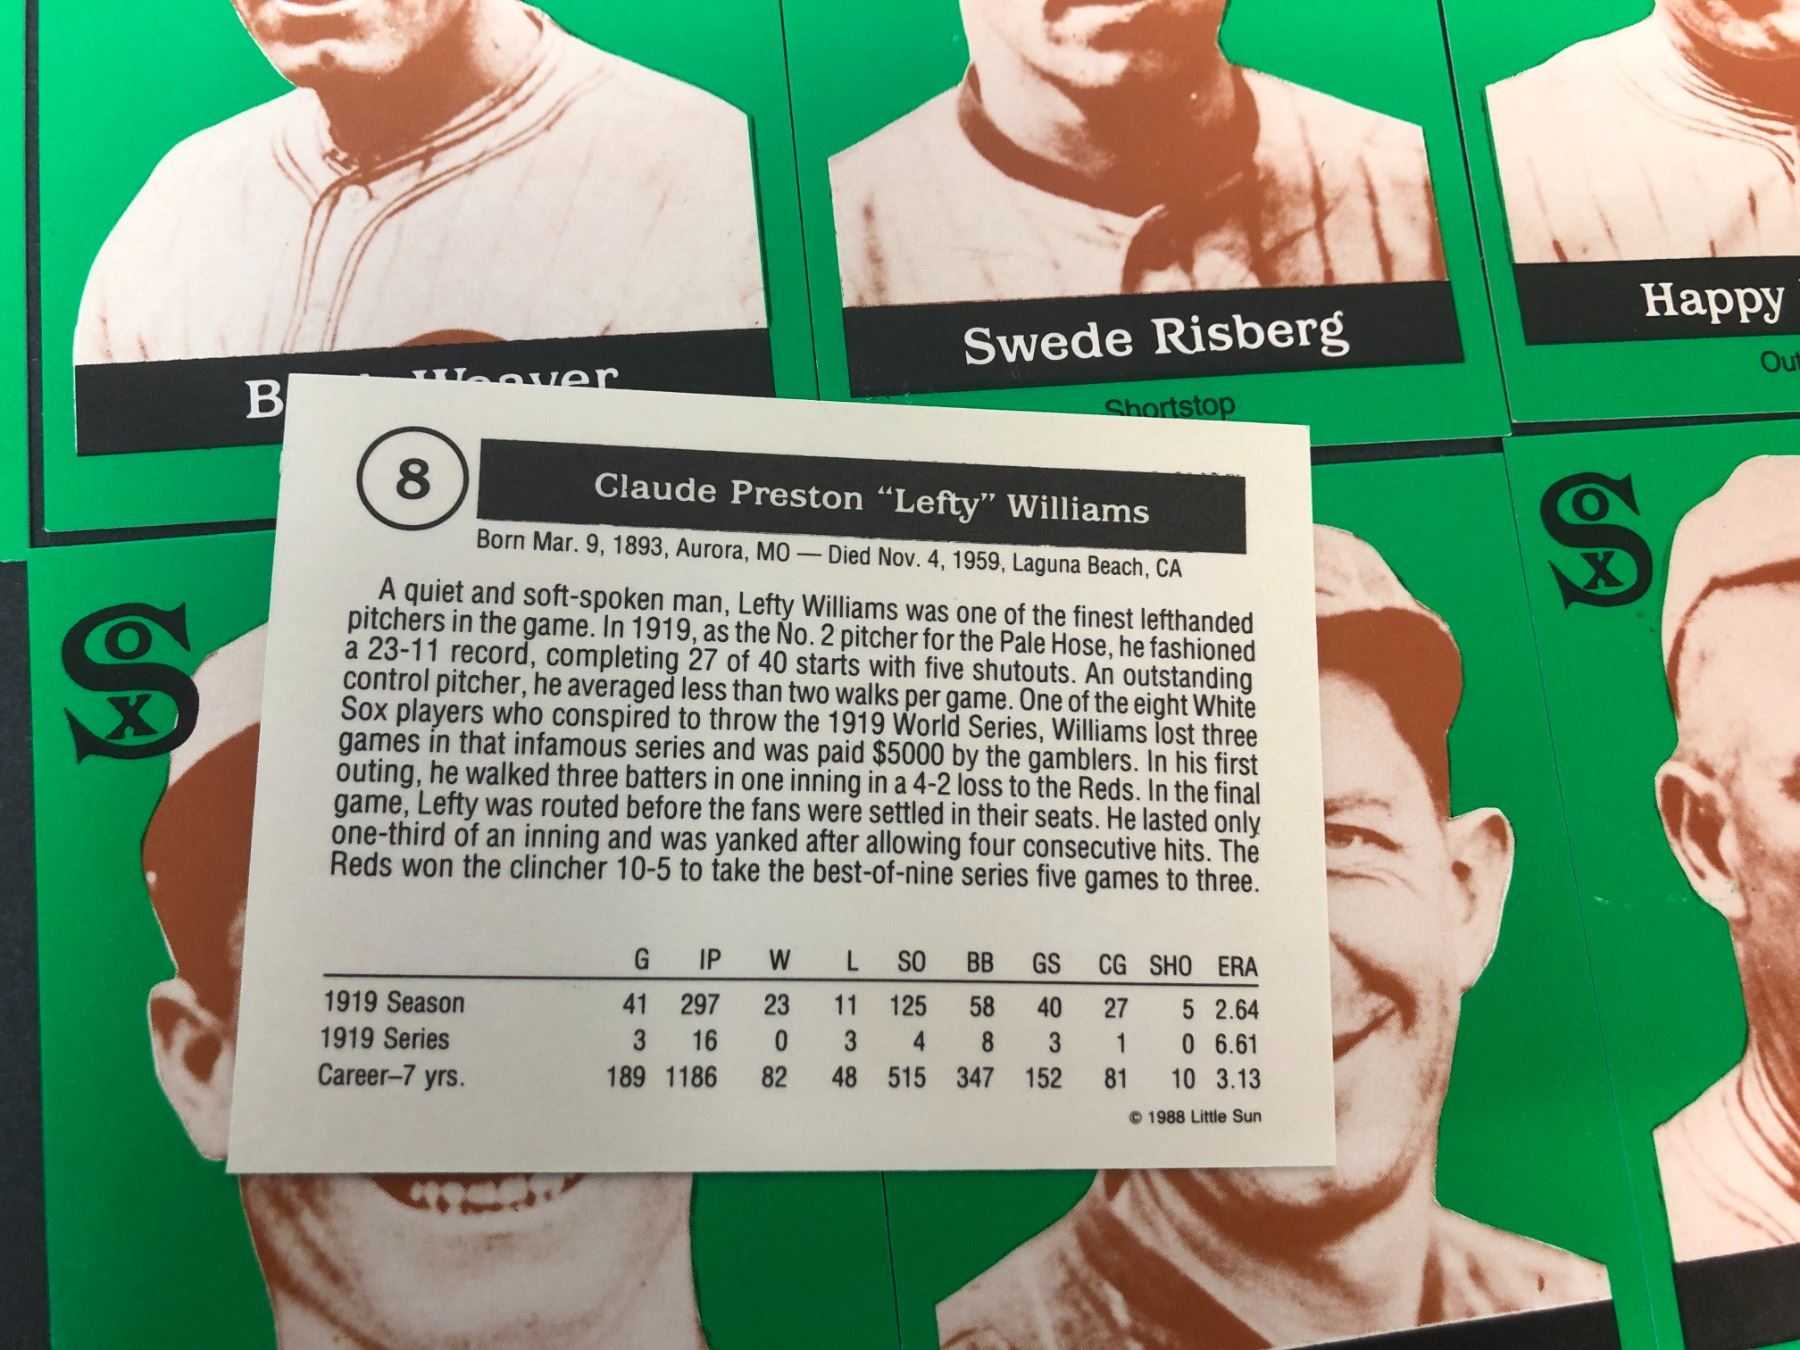 Swede Risberg
Happy
Shortstop
8
Claude Preston “Lefty” Williams
Born Mar. 9, 1893, Aurora, MO — Died Nov. 4, 1959, Laguna Beach, CA
A quiet and soft-spoken man, Lefty Williams was one of the finest lefthanded
pitchers in the game. In 1919, as the No. 2 pitcher for the Pale Hose, he fashioned
a 23-11 record, completing 27 of 40 starts with five shutouts. An outstanding
control pitcher, he averaged less than two walks per game. One of the eight White
Sox players who conspired to throw the 1919 World Series, Williams lost three
games in that infamous series and was paid $5000 by the gamblers. In his first
outing, he walked three batters in one inning in a 4-2 loss to the Reds. In the final
game, Lefty was routed before the fans were settled in their seats. He lasted only
one-third of an inning and was yanked after allowing four consecutive hits. The
Reds won the clincher 10-5 to take the best-of-nine series five games to three.
G IP W L SO BB GS CG SHO ERA
1919 Season 41 297 23 11 125 58 40 27 5 2.64
1919 Series 3 16 0 3 4 8 3 1 0 6.61
Career–7 yrs. 189 1186 82 48 515 347 152 81 10 3.13
© 1988 Little Sun
SOX
SOX